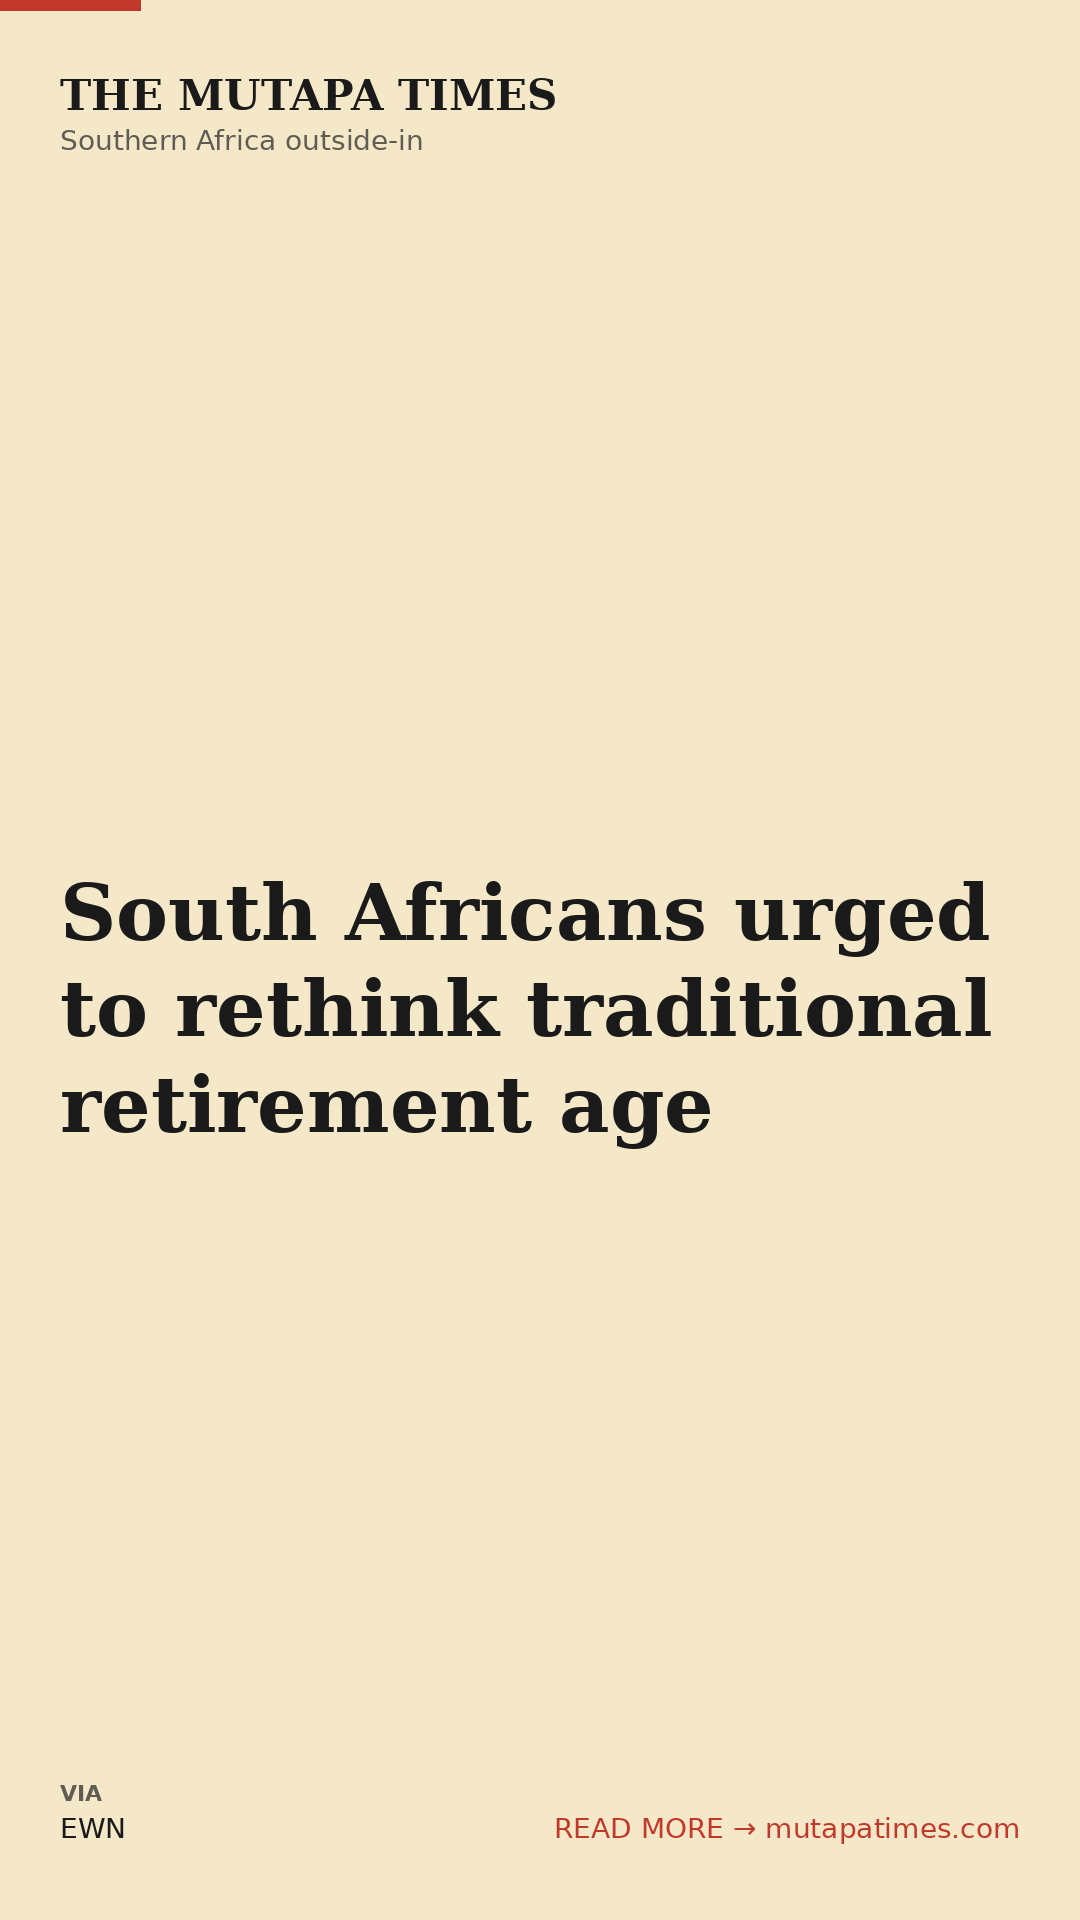 THE MUTAPA TIMES
Southern Africa outside-in
South Africans urged
to rethink traditional
retirement age
VIA
EWN
READ MORE → mutapatimes.com